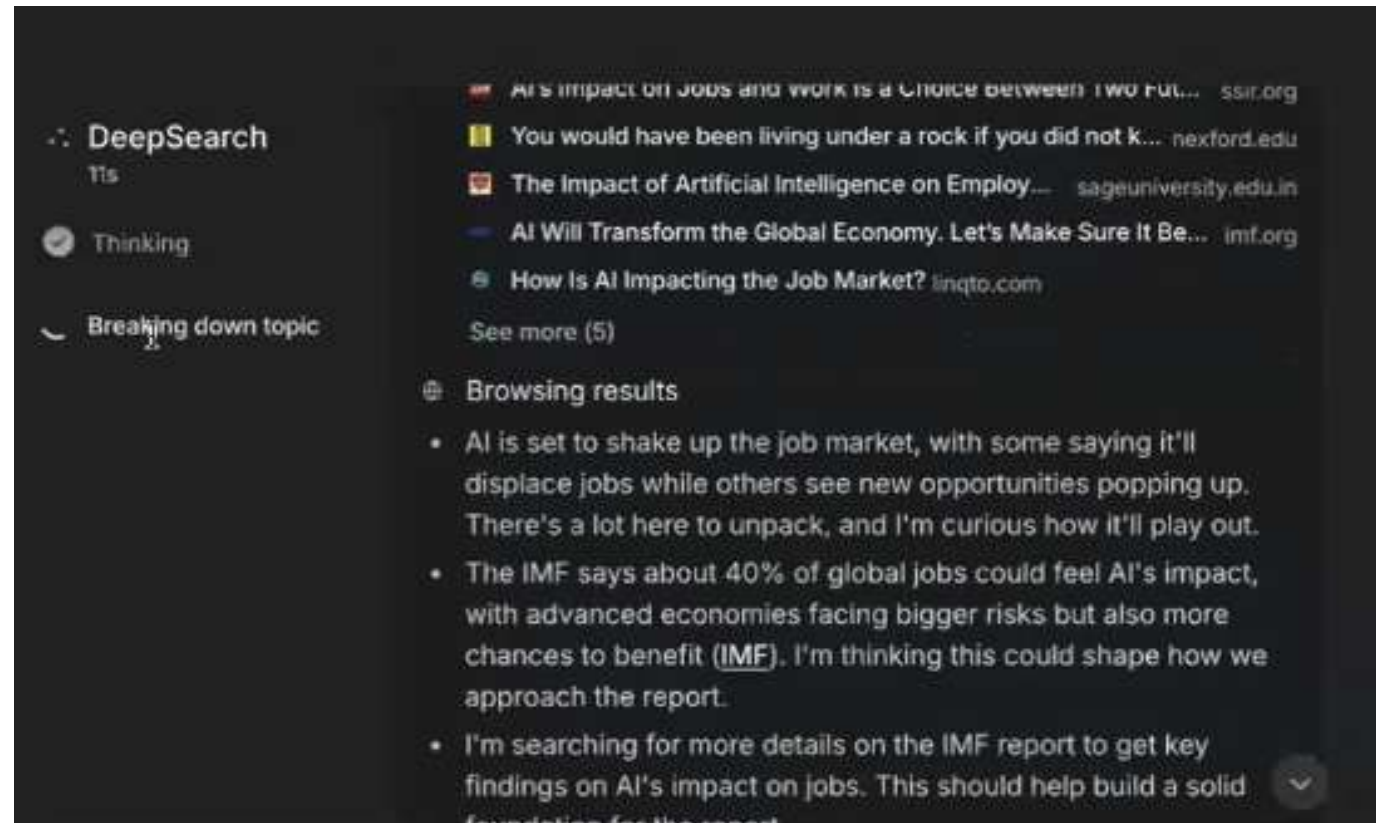 DeepSearch
11s
Thinking
Breaking down topic
AI's Impact on Jobs and Work Is a Choice Between Two Fut... ssir.org
You would have been living under a rock if you did not k... nexford.edu
The Impact of Artificial Intelligence on Employ... sageuniversity.edu.in
AI Will Transform the Global Economy. Let's Make Sure It Be... imf.org
How Is AI Impacting the Job Market? linqto.com
See more (5)
Browsing results
• AI is set to shake up the job market, with some saying it'll
displace jobs while others see new opportunities popping up.
There's a lot here to unpack, and I'm curious how it'll play out.
• The IMF says about 40% of global jobs could feel AI's impact,
with advanced economies facing bigger risks but also more
chances to benefit (IMF). I'm thinking this could shape how we
approach the report.
• I'm searching for more details on the IMF report to get key
findings on AI's impact on jobs. This should help build a solid
foundation for the report.